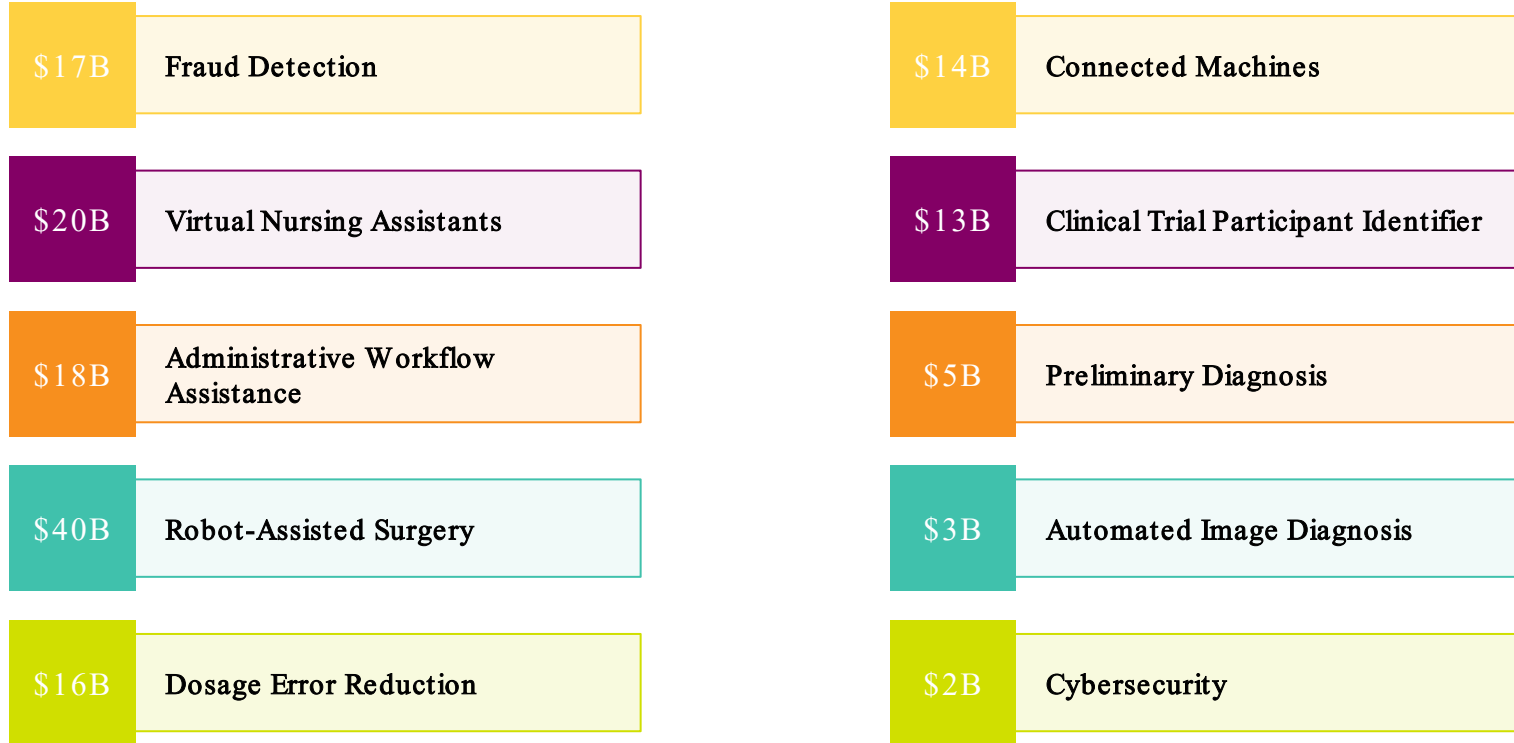 $17B
Fraud Detection
$20B
Virtual Nursing Assistants
$18B
Administrative Workflow
Assistance
$40B
Robot-Assisted Surgery
$16B
Dosage Error Reduction
$14B
Connected Machines
$13B
Clinical Trial Participant Identifier
$5B
Preliminary Diagnosis
$3B
Automated Image Diagnosis
$2B
Cybersecurity